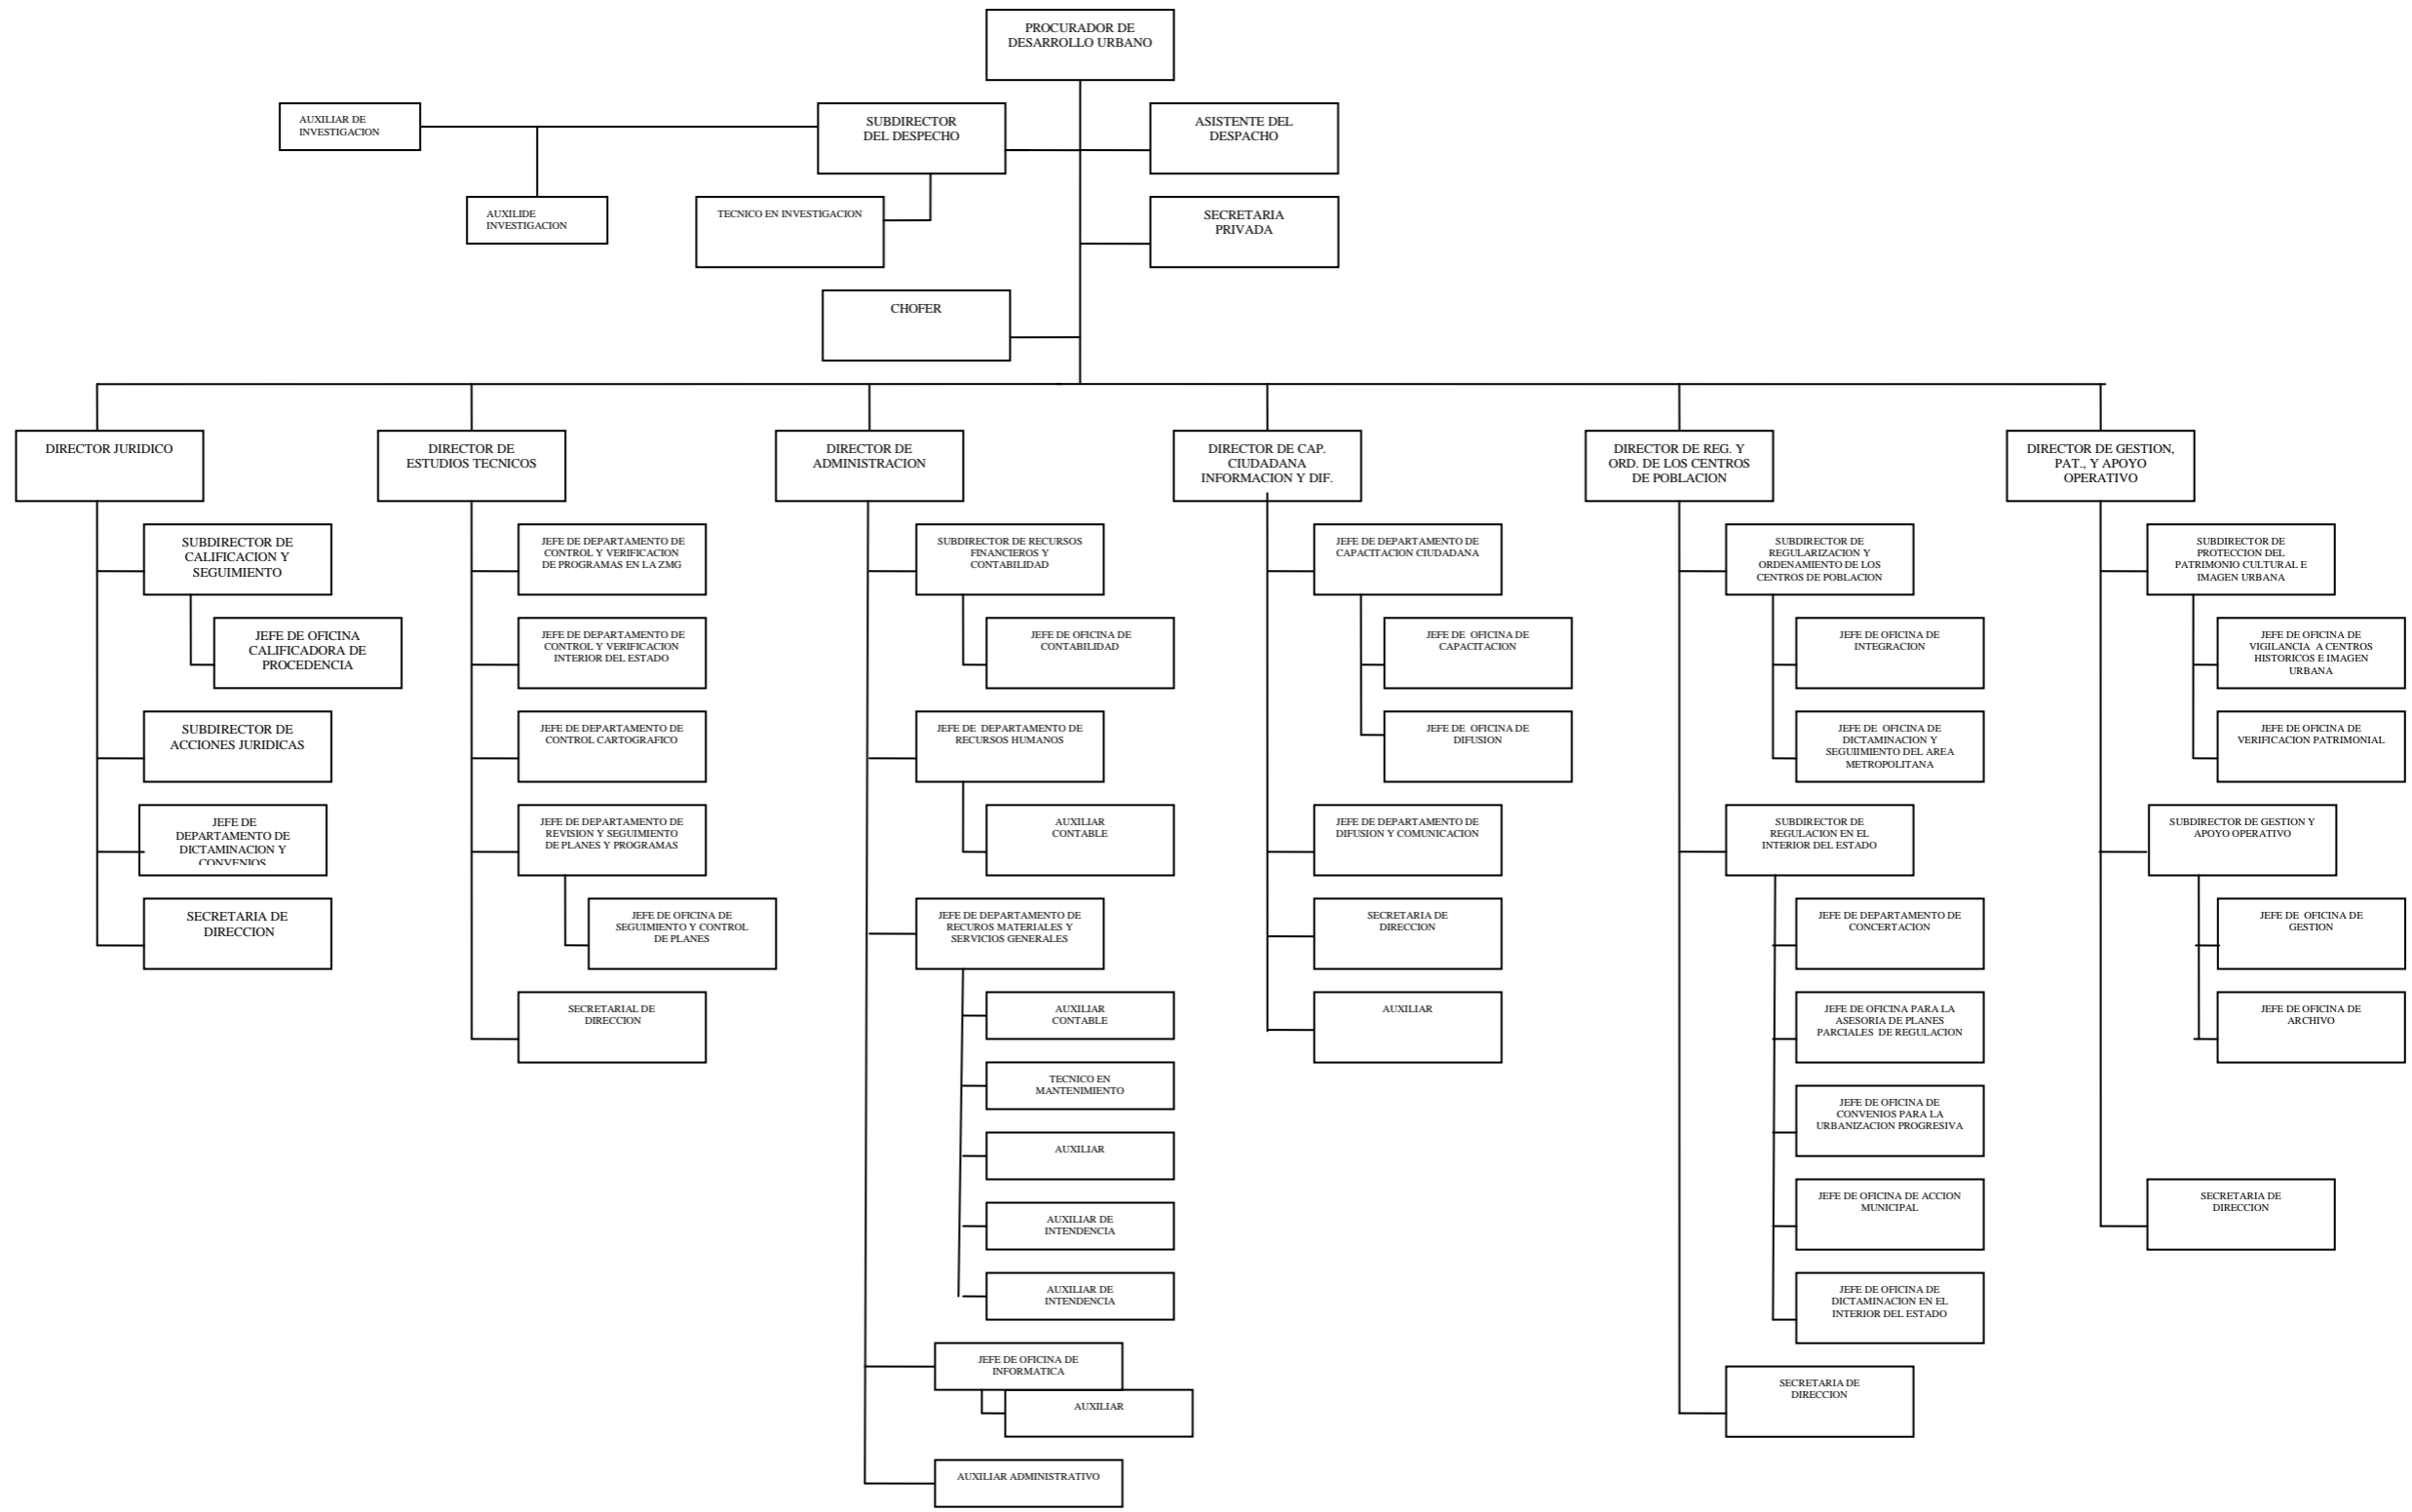 PROCURADOR DE
DESARROLLO URBANO
AUXILIAR DE
INVESTIGACION
SUBDIRECTOR
DEL DESPECHO
ASISTENTE DEL
DESPACHO
AUXILIDE
INVESTIGACION
TECNICO EN INVESTIGACION
SECRETARIA
PRIVADA
CHOFER
DIRECTOR JURIDICO
SUBDIRECTOR DE
CALIFICACION Y
SEGUIMIENTO
JEFE DE OFICINA
CALIFICADORA DE
PROCEDENCIA
SUBDIRECTOR DE
ACCIONES JURIDICAS
JEFE DE
DEPARTAMENTO DE
DICTAMINACION Y
CONVENIOS
SECRETARIA DE
DIRECCION
DIRECTOR DE
ESTUDIOS TECNICOS
JEFE DE DEPARTAMENTO DE
CONTROL Y VERIFICACION
DE PROGRAMAS EN LA ZMG
JEFE DE DEPARTAMENTO DE
CONTROL Y VERIFICACION
INTERIOR DEL ESTADO
JEFE DE DEPARTAMENTO DE
CONTROL CARTOGRAFICO
JEFE DE DEPARTAMENTO DE
REVISION Y SEGUIMIENTO
DE PLANES Y PROGRAMAS
JEFE DE OFICINA DE
SEGUIMIENTO Y CONTROL
DE PLANES
SECRETARIAL DE
DIRECCION
DIRECTOR DE
ADMINISTRACION
SUBDIRECTOR DE RECURSOS
FINANCIEROS Y
CONTABILIDAD
JEFE DE OFICINA DE
CONTABILIDAD
JEFE DE DEPARTAMENTO DE
RECURSOS HUMANOS
AUXILIAR
CONTABLE
JEFE DE DEPARTAMENTO DE
RECUROS MATERIALES Y
SERVICIOS GENERALES
AUXILIAR
CONTABLE
TECNICO EN
MANTENIMIENTO
AUXILIAR
AUXILIAR DE
INTENDENCIA
AUXILIAR DE
INTENDENCIA
JEFE DE OFICINA DE
INFORMATICA
AUXILIAR
AUXILIAR ADMINISTRATIVO
DIRECTOR DE CAP.
CIUDADANA
INFORMACION Y DIF.
JEFE DE DEPARTAMENTO DE
CAPACITACION CIUDADANA
JEFE DE OFICINA DE
CAPACITACION
JEFE DE OFICINA DE
DIFUSION
JEFE DE DEPARTAMENTO DE
DIFUSION Y COMUNICACION
SECRETARIA DE
DIRECCION
AUXILIAR
DIRECTOR DE REG. Y
ORD. DE LOS CENTROS
DE POBLACION
SUBDIRECTOR DE
REGULARIZACION Y
ORDENAMIENTO DE LOS
CENTROS DE POBLACION
JEFE DE OFICINA DE
INTEGRACION
JEFE DE OFICINA DE
DICTAMINACION Y
SEGUIIMIENTO DEL AREA
METROPOLITANA
SUBDIRECTOR DE
REGULACION EN EL
INTERIOR DEL ESTADO
JEFE DE DEPARTAMENTO DE
CONCERTACION
JEFE DE OFICINA PARA LA
ASESORIA DE PLANES
PARCIALES DE REGULACION
JEFE DE OFICINA DE
CONVENIOS PARA LA
URBANIZACION PROGRESIVA
JEFE DE OFICINA DE ACCION
MUNICIPAL
JEFE DE OFICINA DE
DICTAMINACION EN EL
INTERIOR DEL ESTADO
SECRETARIA DE
DIRECCION
DIRECTOR DE GESTION,
PAT., Y APOYO
OPERATIVO
SUBDIRECTOR DE
PROTECCION DEL
PATRIMONIO CULTURAL E
IMAGEN URBANA
JEFE DE OFICINA DE
VIGILANCIA A CENTROS
HISTORICOS E IMAGEN
URBANA
JEFE DE OFICINA DE
VERIFICACION PATRIMONIAL
SUBDIRECTOR DE GESTION Y
APOYO OPERATIVO
JEFE DE OFICINA DE
GESTION
JEFE DE OFICINA DE
ARCHIVO
SECRETARIA DE
DIRECCION